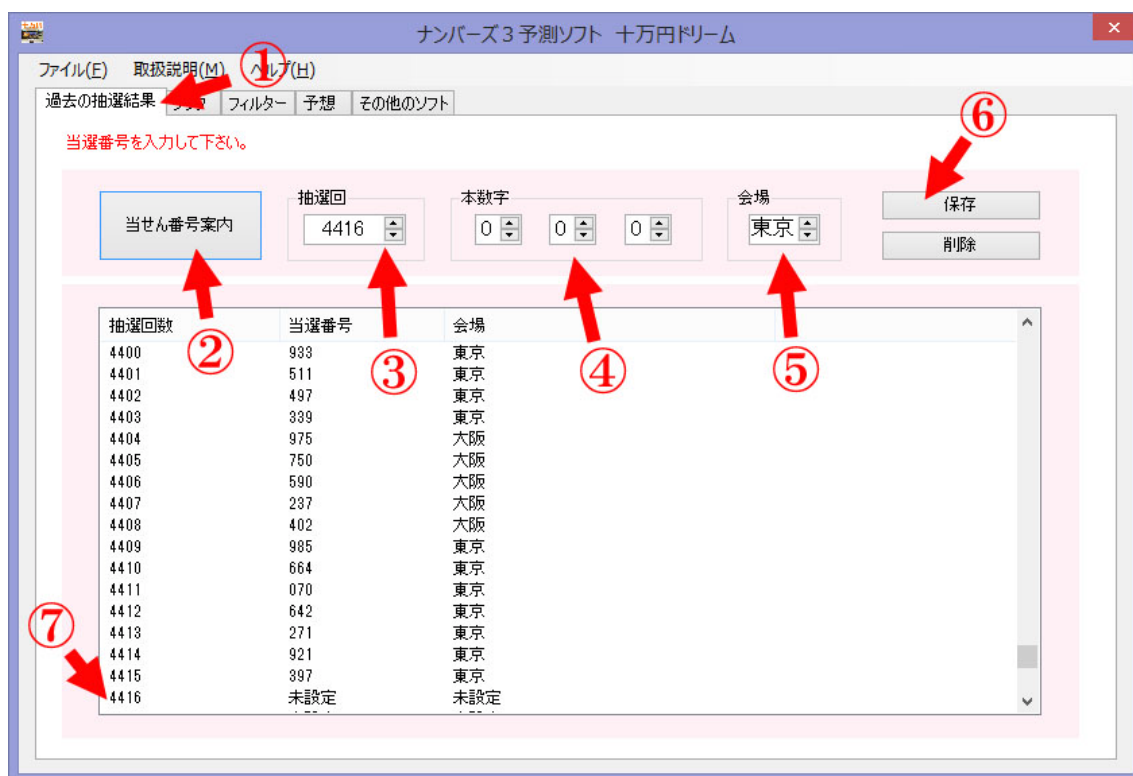 ナンバーズ3予測ソフト 十万円ドリーム
×
ファイル(F) 取扱説明(M) ヘルプ(H)
①
過去の抽選結果 フィルター 予想 その他のソフト
⑥
当選番号を入力して下さい。
当せん番号案内
抽選回
4416
本数字
0 0 0
会場
東京
保存
削除
② ③ ④ ⑤
抽選回数 当選番号 会場
4400 933 東京
4401 511 東京
4402 497 東京
4403 339 東京
4404 975 大阪
4405 750 大阪
4406 590 大阪
4407 237 大阪
4408 402 大阪
4409 985 東京
4410 664 東京
4411 070 東京
4412 642 東京
4413 271 東京
4414 921 東京
4415 397 東京
⑦
4416 未設定 未設定